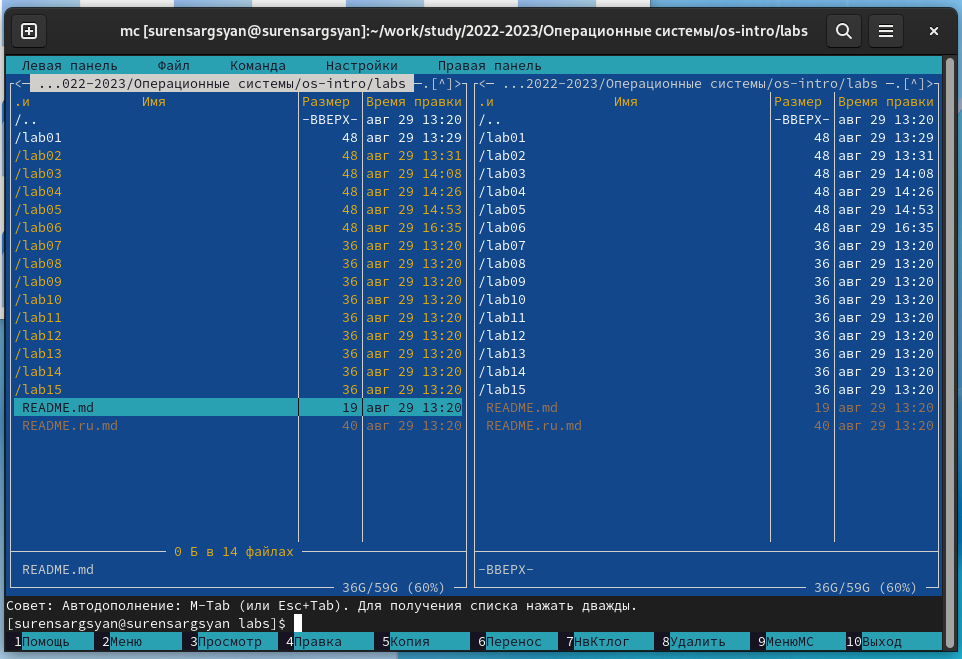 mc [surensargsyan@surensargsyan]:~/work/study/2022-2023/Операционные системы/os-intro/labs
Левая панель Файл Команда Настройки Правая панель
<─ ...022-2023/Операционные системы/os-intro/labs ─.[^]> <─ ...2022-2023/Операционные системы/os-intro/labs ─.[^]>
.и Имя Размер Время правки .и Имя Размер Время правки
/.. -ВВЕРХ- авг 29 13:20 /.. -ВВЕРХ- авг 29 13:20
/lab01 48 авг 29 13:29 /lab01 48 авг 29 13:29
/lab02 48 авг 29 13:31 /lab02 48 авг 29 13:31
/lab03 48 авг 29 14:08 /lab03 48 авг 29 14:08
/lab04 48 авг 29 14:26 /lab04 48 авг 29 14:26
/lab05 48 авг 29 14:53 /lab05 48 авг 29 14:53
/lab06 48 авг 29 16:35 /lab06 48 авг 29 16:35
/lab07 36 авг 29 13:20 /lab07 36 авг 29 13:20
/lab08 36 авг 29 13:20 /lab08 36 авг 29 13:20
/lab09 36 авг 29 13:20 /lab09 36 авг 29 13:20
/lab10 36 авг 29 13:20 /lab10 36 авг 29 13:20
/lab11 36 авг 29 13:20 /lab11 36 авг 29 13:20
/lab12 36 авг 29 13:20 /lab12 36 авг 29 13:20
/lab13 36 авг 29 13:20 /lab13 36 авг 29 13:20
/lab14 36 авг 29 13:20 /lab14 36 авг 29 13:20
/lab15 36 авг 29 13:20 /lab15 36 авг 29 13:20
README.md 19 авг 29 13:20 README.md 19 авг 29 13:20
README.ru.md 40 авг 29 13:20 README.ru.md 40 авг 29 13:20
0 Б в 14 файлах
README.md -ВВЕРХ-
36G/59G (60%) 36G/59G (60%)
Совет: Автодополнение: M-Tab (или Esc+Tab). Для получения списка нажать дважды.
[surensargsyan@surensargsyan labs]$
1Помощь 2Меню 3Просмотр 4Правка 5Копия 6Перенос 7НвКтлог 8Удалить 9МенюМС 10Выход